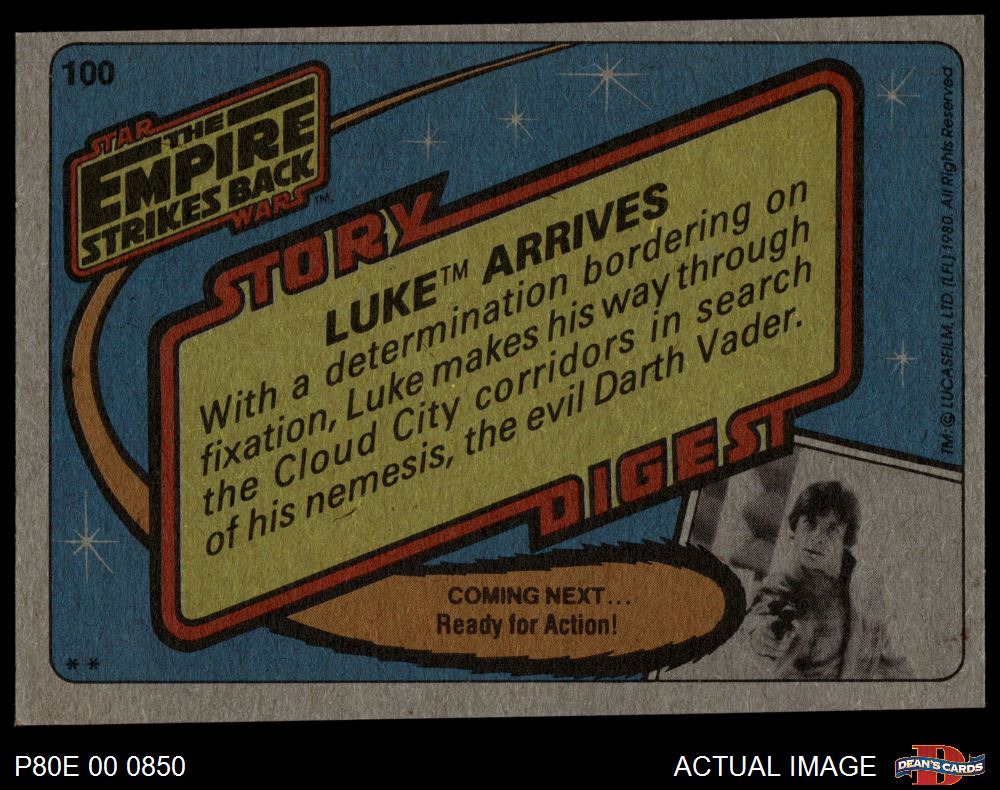 100
STAR
THE
EMPIRE
STRIKES BACK
WARS™
STORY
LUKE™ ARRIVES
With a determination bordering on
fixation, Luke makes his way through
the Cloud City corridors in search
of his nemesis, the evil Darth Vader.
DIGEST
COMING NEXT...
Ready for Action!
**
TM: © LUCASFILM, LTD. (LFL) 1980. All Rights Reserved
P80E 00 0850
ACTUAL IMAGE
D
DEAN'S CARDS